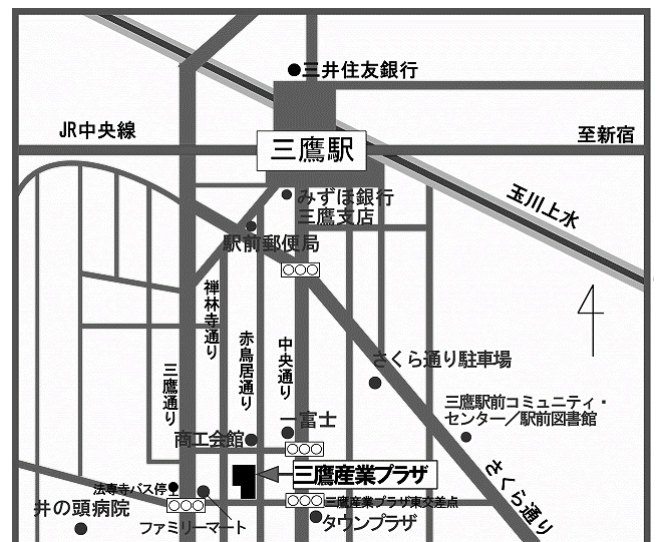 三井住友銀行
JR中央線
三鷹駅
至新宿
みずほ銀行
三鷹支店
玉川上水
駅前郵便局
禅林寺通り
赤鳥居通り
中央通り
三鷹通り
さくら通り駐車場
三鷹駅前コミュニティ・
センター／駅前図書館
一富士
商工会館
三鷹産業プラザ
さくら通り
法専寺バス停
三鷹産業プラザ東交差点
井の頭病院
ファミリーマート
タウンプラザ